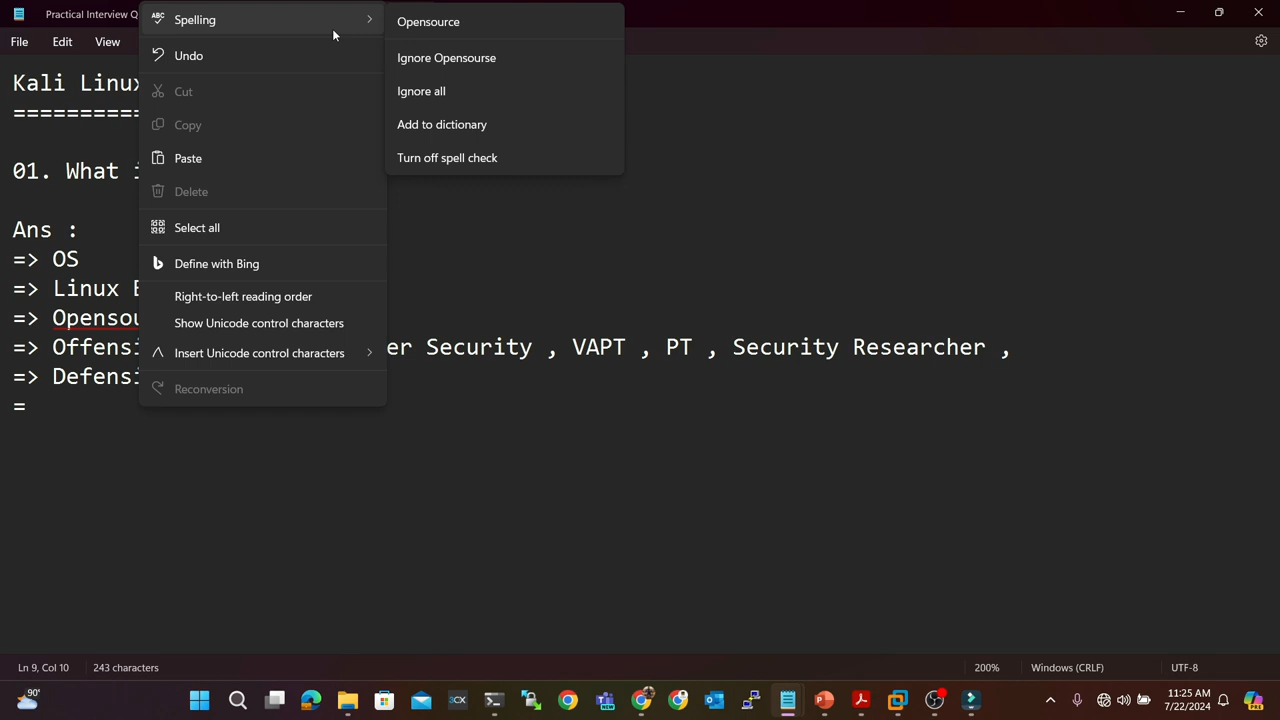 Practical Interview Q
File Edit View
Kali Linux
==========
01. What i
Ans :
=> OS
=> Linux
=> Opensou
=> Offensi er Security , VAPT , PT , Security Researcher ,
=> Defensi
=
ABC Spelling
Undo
Cut
Copy
Paste
Delete
Select all
Define with Bing
Right-to-left reading order
Show Unicode control characters
Insert Unicode control characters
Reconversion
Opensource
Ignore Opensourse
Ignore all
Add to dictionary
Turn off spell check
Ln 9, Col 10 243 characters 200% Windows (CRLF) UTF-8
90°
3CX
NEW
11:25 AM
7/22/2024
PRE